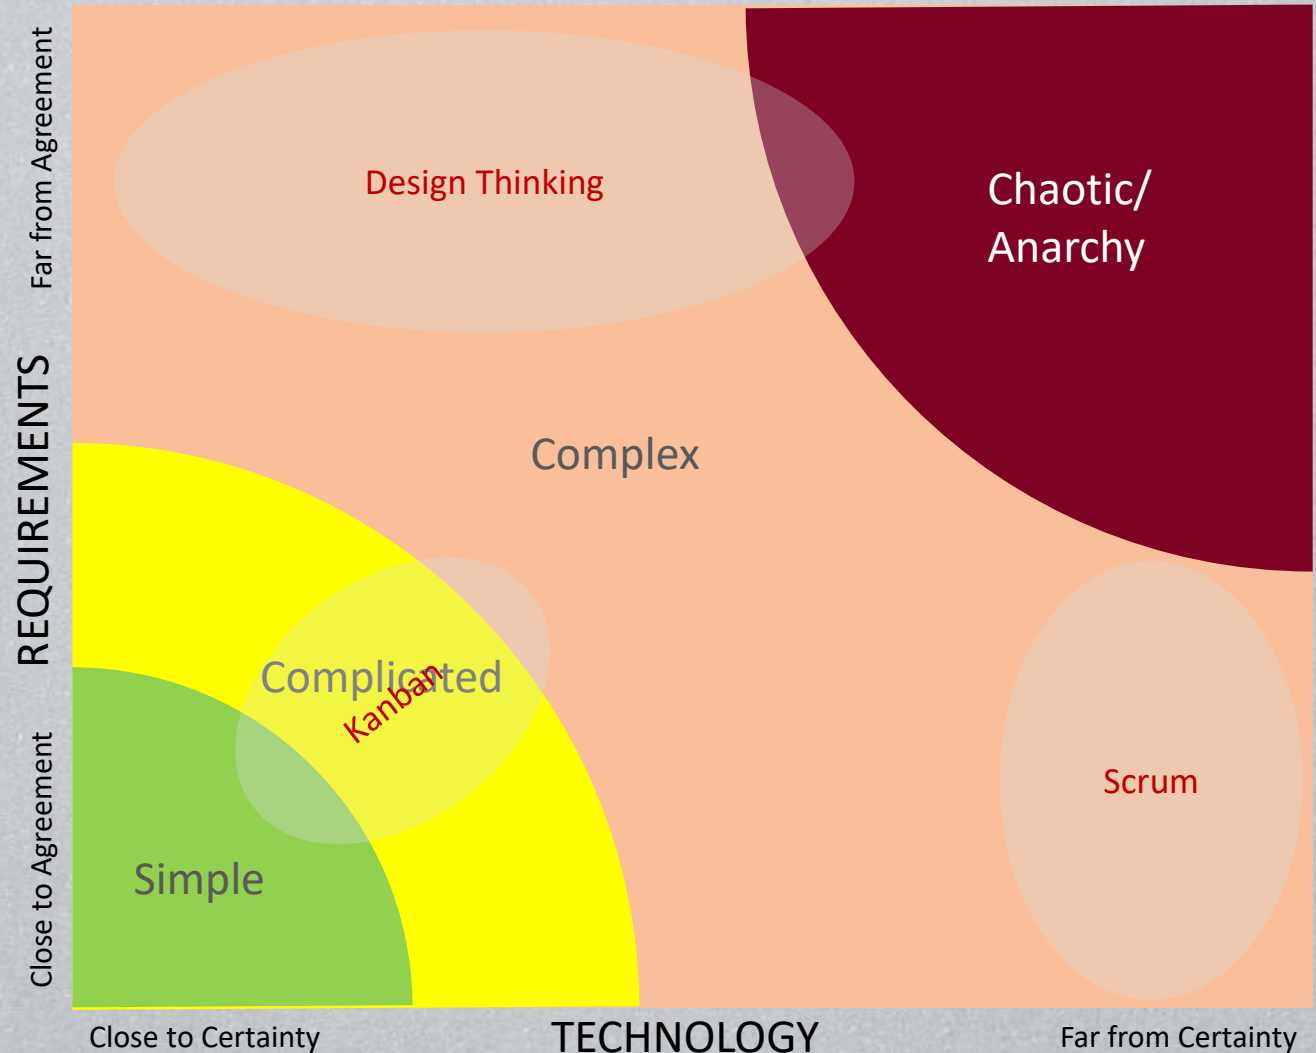 Far from Agreement
REQUIREMENTS
Close to Agreement
Design Thinking
Chaotic/
Anarchy
Complex
Complicated
Kanban
Scrum
Simple
Close to Certainty
TECHNOLOGY
Far from Certainty